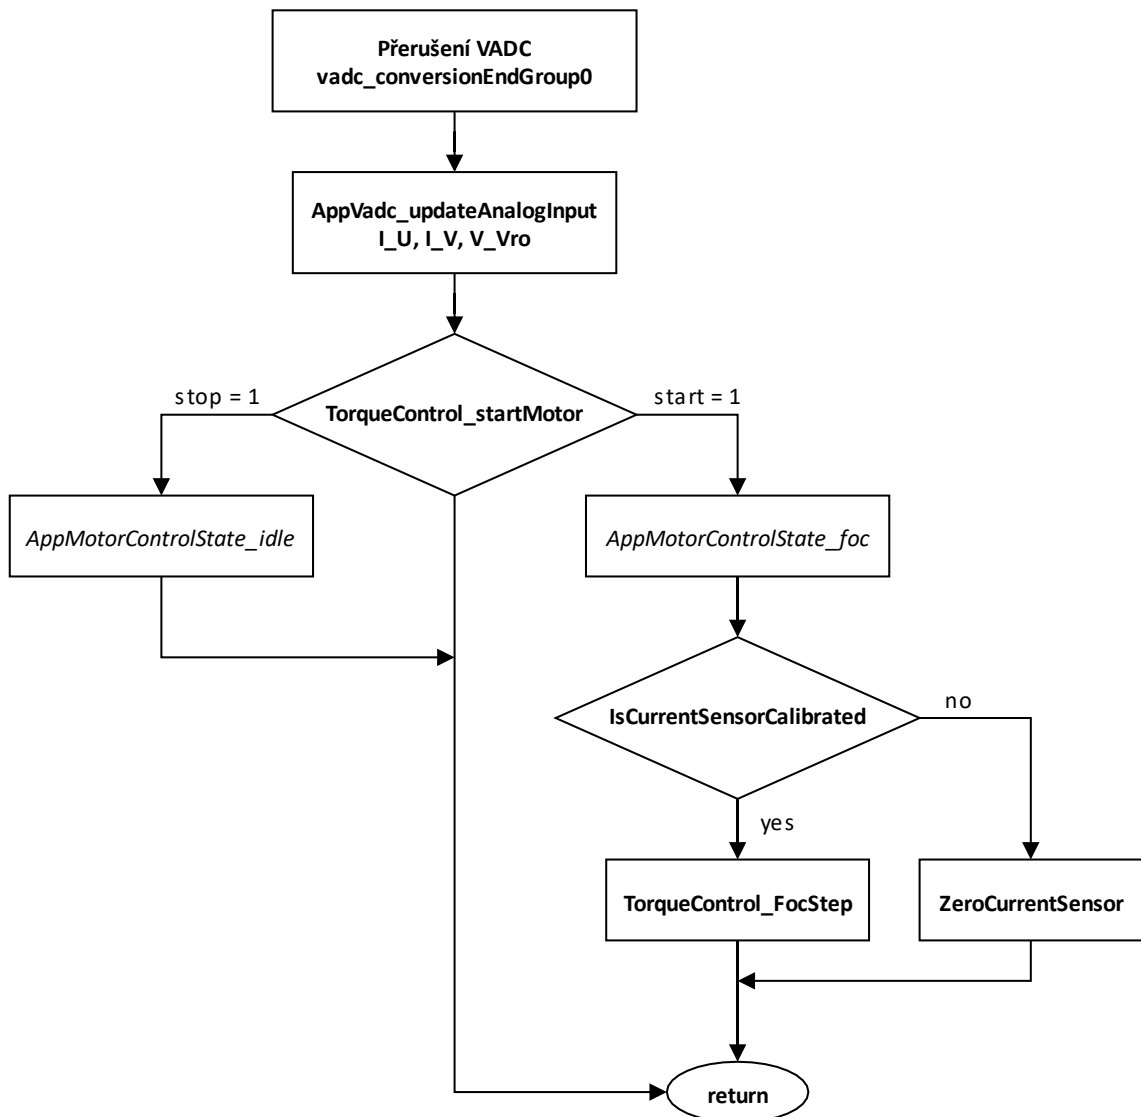 Přerušení VADC
vadc_conversionEndGroup0
AppVadc_updateAnalogInput
I_U, I_V, V_Vro
stop = 1
start = 1
TorqueControl_startMotor
AppMotorControlState_idle
AppMotorControlState_foc
IsCurrentSensorCalibrated
no
yes
TorqueControl_FocStep
ZeroCurrentSensor
return